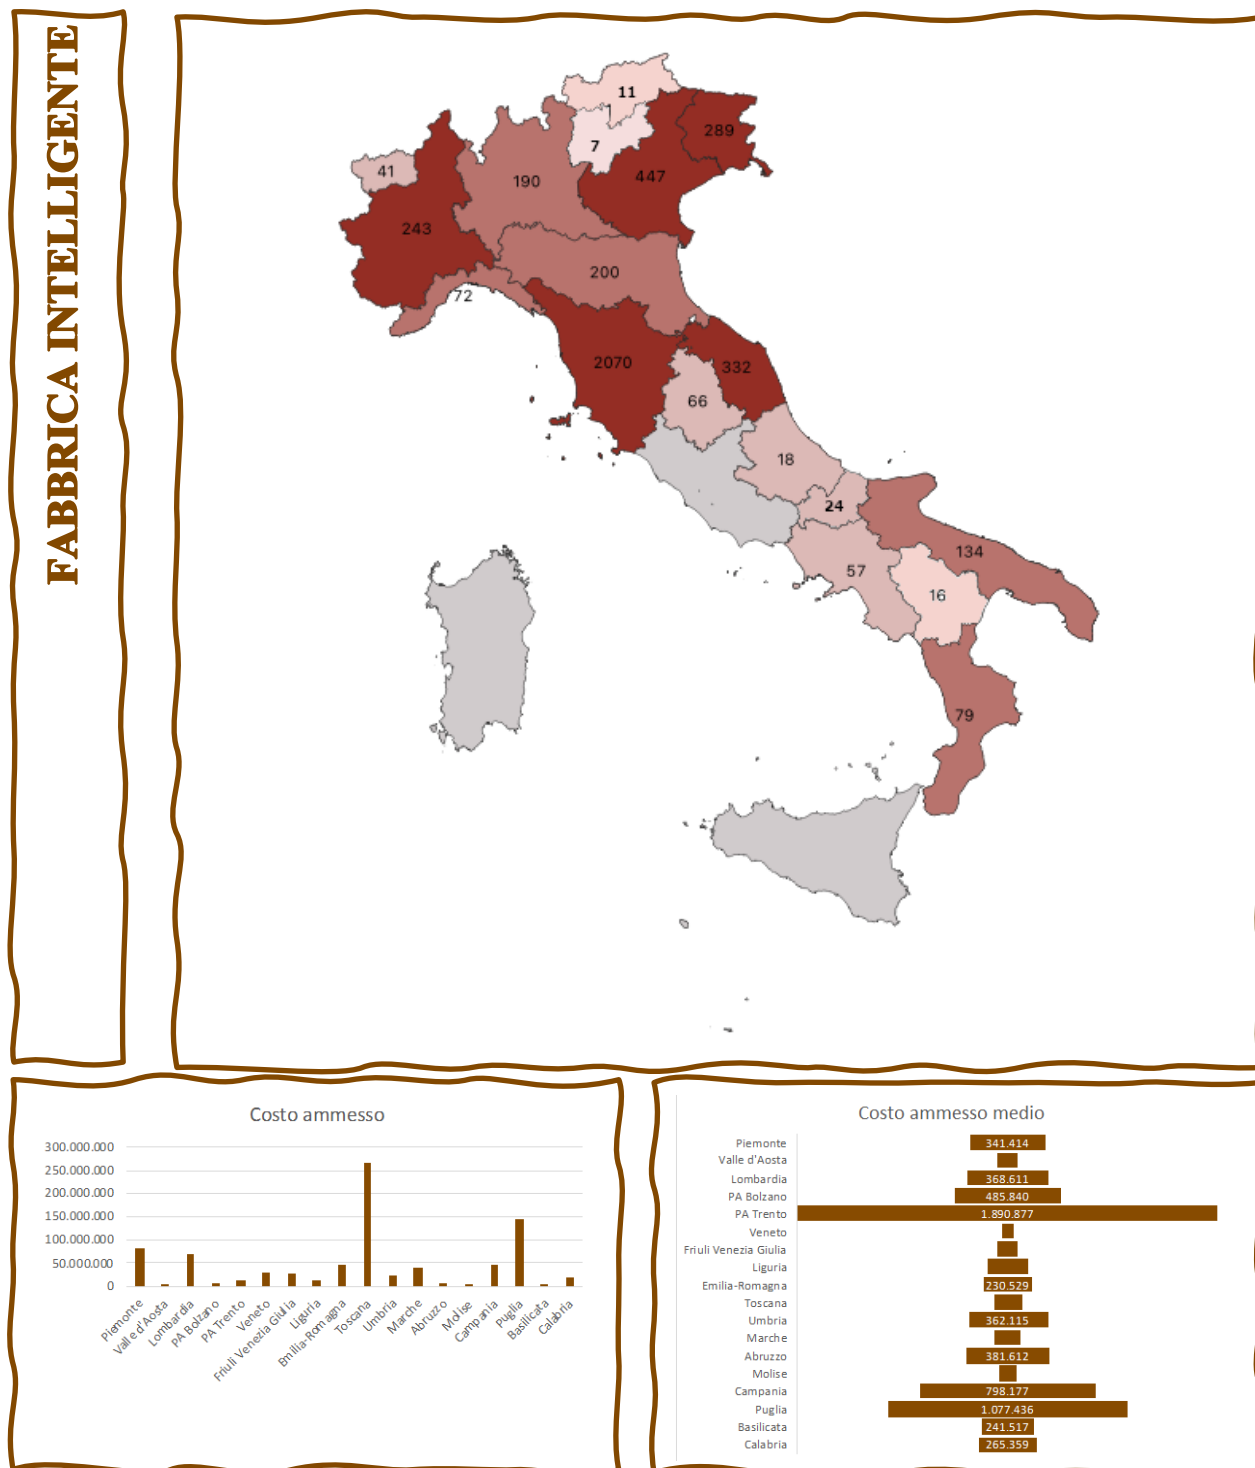 FABBRICA INTELLIGENTE
11
289
7
41
447
190
243
200
72
2070
332
66
18
24
134
57
16
79
Costo ammesso
300.000.000
250.000.000
200.000.000
150.000.000
100.000.000
50.000.000
0
Piemonte
Valle d'Aosta
Lombardia
PA Bolzano
PA Trento
Veneto
Friuli Venezia Giulia
Liguria
Emilia-Romagna
Toscana
Umbria
Marche
Abruzzo
Molise
Campania
Puglia
Basilicata
Calabria
Costo ammesso medio
Piemonte 341.414
Valle d'Aosta
Lombardia 368.611
PA Bolzano 485.840
PA Trento 1.890.877
Veneto
Friuli Venezia Giulia
Liguria
Emilia-Romagna 230.529
Toscana
Umbria 362.115
Marche
Abruzzo 381.612
Molise
Campania 798.177
Puglia 1.077.436
Basilicata 241.517
Calabria 265.359